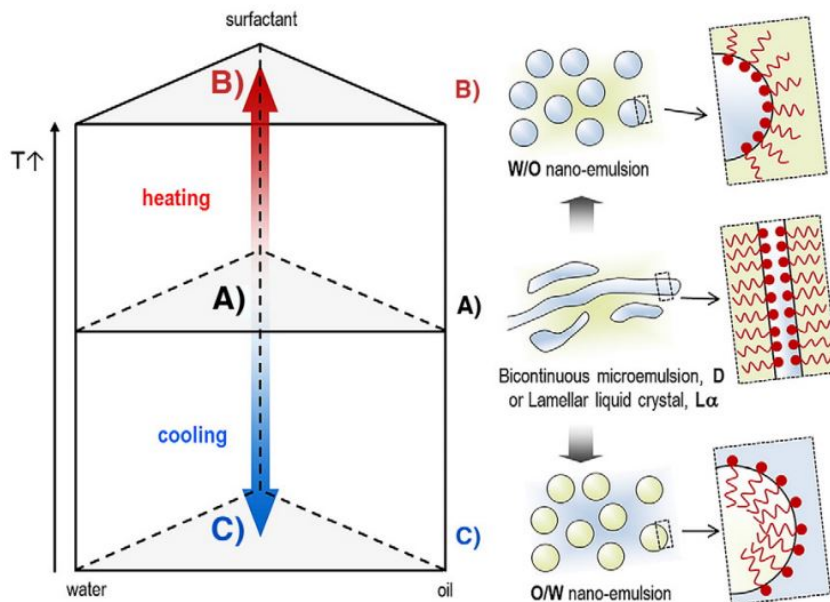 surfactant
B)
T↑
heating
A)
cooling
C)
water
oil
B)
W/O nano-emulsion
A)
Bicontinuous microemulsion, D
or Lamellar liquid crystal, Lα
C)
O/W nano-emulsion